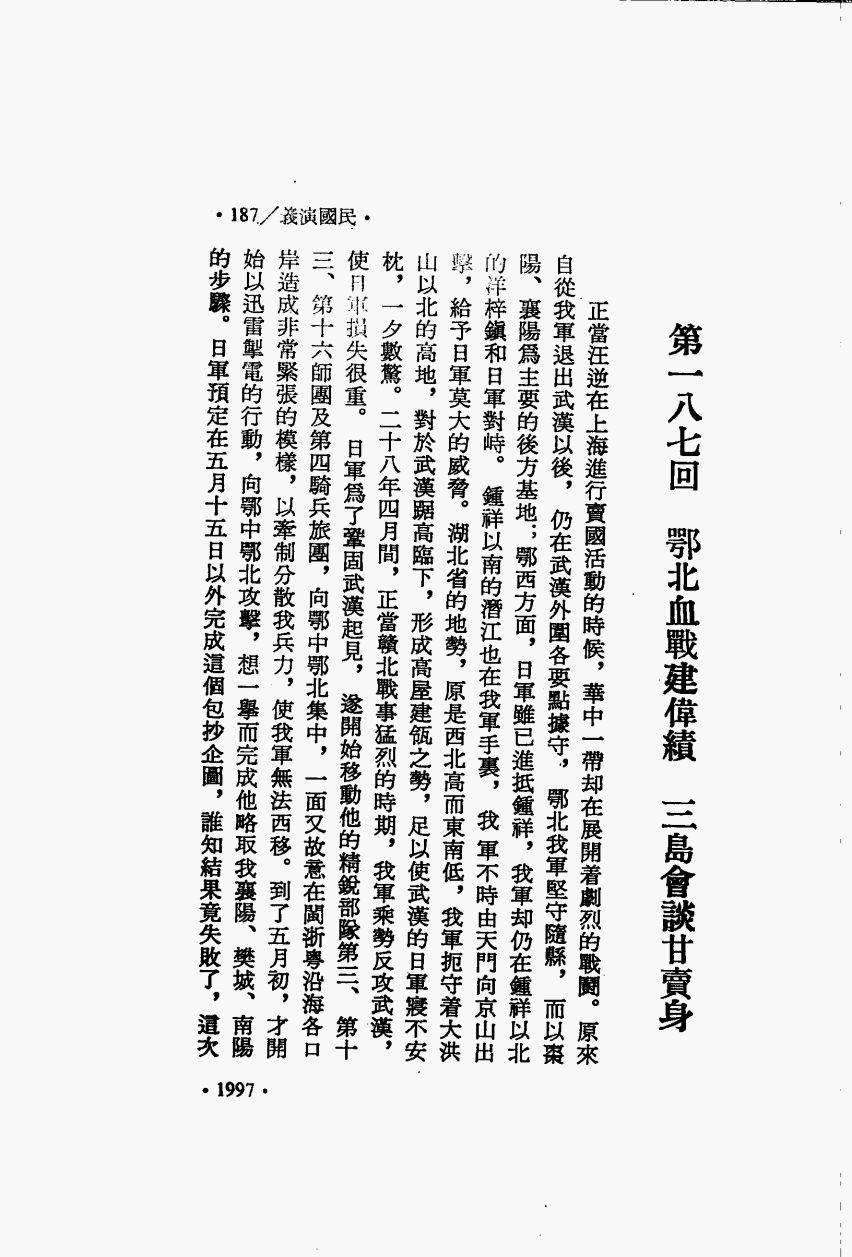 第一八七回　鄂北血戰建偉績　三島會談甘賣身
正當汪逆在上海進行賣國活動的時候，華中一帶却在展開着劇烈的戰鬪。原來
自從我軍退出武漢以後，仍在武漢外圍各要點據守，鄂北我軍堅守隨縣，而以棗
陽、襄陽爲主要的後方基地；鄂西方面，日軍雖已進抵鍾祥，我軍却仍在鍾祥以北
的洋梓鎭和日軍對峙。鍾祥以南的潛江也在我軍手裏，我軍不時由天門向京山出
擊，給予日軍莫大的威脅。湖北省的地勢，原是西北高而東南低，我軍扼守着大洪
山以北的高地，對於武漢踞高臨下，形成高屋建瓴之勢，足以使武漢的日軍寢不安
枕，一夕數驚。二十八年四月間，正當贛北戰事猛烈的時期，我軍乘勢反攻武漢，
使日軍損失很重。日軍爲了鞏固武漢起見，遂開始移動他的精銳部隊第三、第十
三、第十六師團及第四騎兵旅團，向鄂中鄂北集中，一面又故意在閩浙粵沿海各口
岸造成非常緊張的模樣，以牽制分散我兵力，使我軍無法西移。到了五月初，才開
始以迅雷掣電的行動，向鄂中鄂北攻擊，想一擧而完成他略取我襄陽、樊城、南陽
的步驟。日軍預定在五月十五日以外完成這個包抄企圖，誰知結果竟失敗了，這次
•187╱義演國民•
•1997•